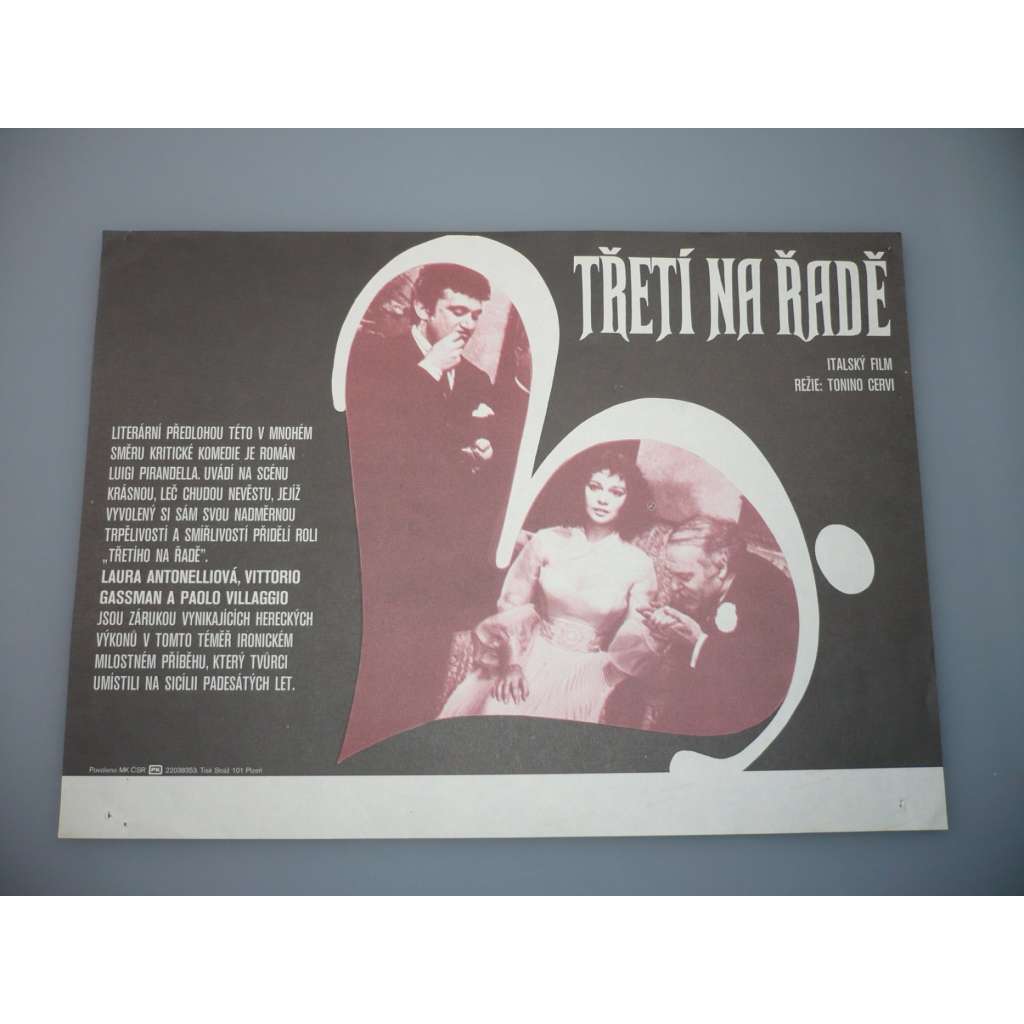 TŘETÍ NA ŘADĚ
ITALSKÝ FILM
REŽIE: TONINO CERVI
LITERÁRNÍ PŘEDLOHOU TÉTO V MNOHÉM
SMĚRU KRITICKÉ KOMEDIE JE ROMÁN
LUIGI PIRANDELLA. UVÁDÍ NA SCÉNU
KRÁSNOU, LEČ CHUDOU NEVĚSTU, JEJÍŽ
VYVOLENÝ SI SÁM SVOU NADMĚRNOU
TRPĚLIVOSTÍ A SMÍŘLIVOSTÍ PŘIDĚLÍ ROLI
„TŘETÍHO NA ŘADĚ".
LAURA ANTONELLIOVÁ, VITTORIO
GASSMAN A PAOLO VILLAGGIO
JSOU ZÁRUKOU VYNIKAJÍCÍCH HERECKÝCH
VÝKONŮ V TOMTO TÉMĚŘ IRONICKÉM
MILOSTNÉM PŘÍBĚHU, KTERÝ TVŮRCI
UMÍSTILI NA SICÍLII PADESÁTÝCH LET.
Povoleno MK ČSR PK 22038353. Tisk Stráž 101 Plzeň